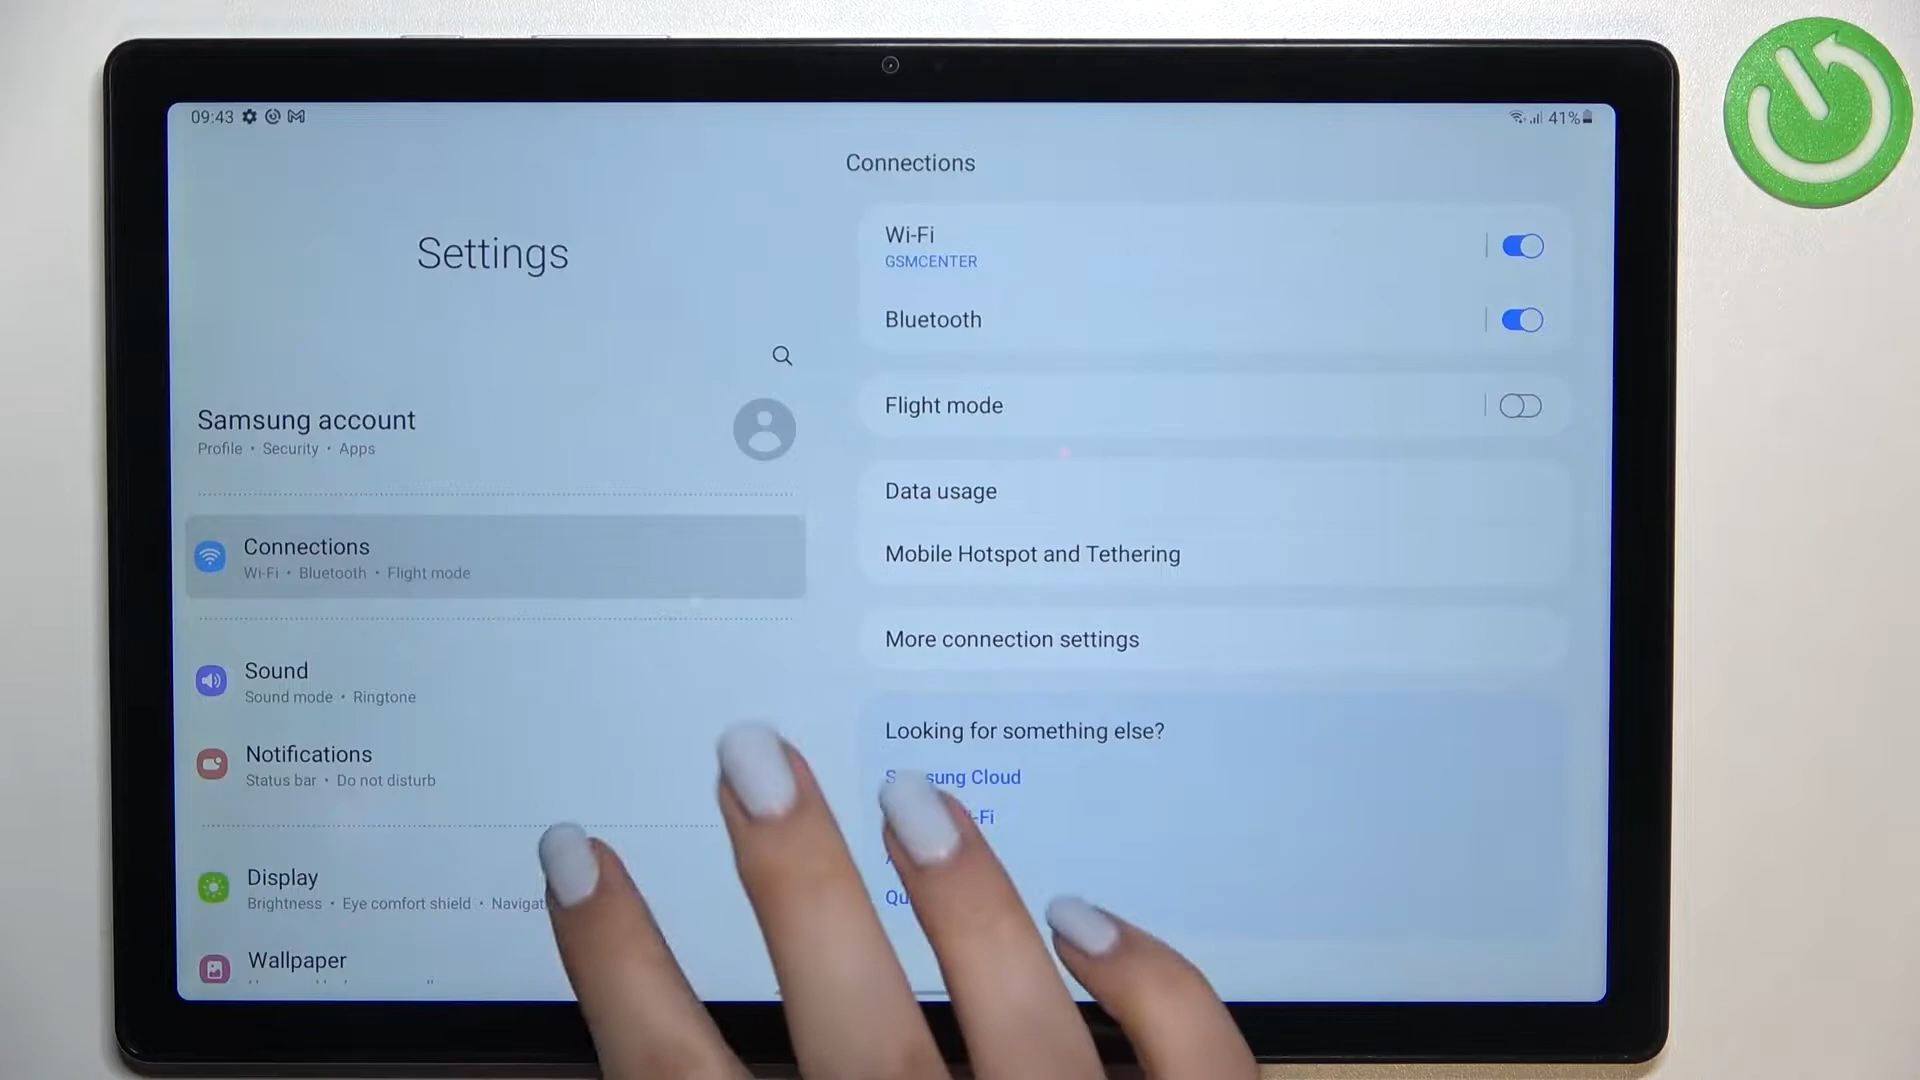 09:43
41%
Settings
Samsung account
Profile • Security • Apps
Connections
Wi-Fi • Bluetooth • Flight mode
Sound
Sound mode • Ringtone
Notifications
Status bar • Do not disturb
Display
Brightness • Eye comfort shield •
Wallpaper
Connections
Wi-Fi
GSMCENTER
Bluetooth
Flight mode
Data usage
Mobile Hotspot and Tethering
More connection settings
Looking for something else?
Samsung Cloud